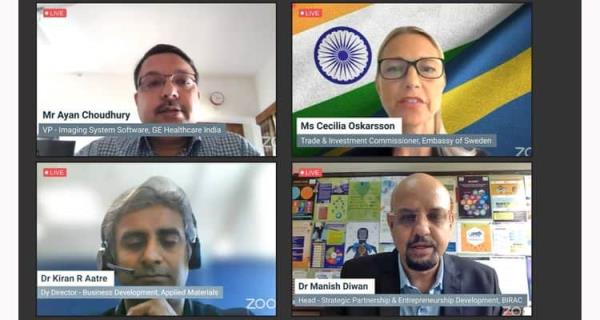 LIVE
Mr Ayan Choudhury
VP - Imaging System Software, GE Healthcare India
LIVE
Ms Cecilia Oskarsson
Trade & Investment Commissioner, Embassy of Sweden
LIVE
Dr Kiran R Aatre
Dy Director - Business Development, Applied Materials
ZOO
LIVE
Dr Manish Diwan
Head - Strategic Partnership & Entrepreneurship Development, BIRAC